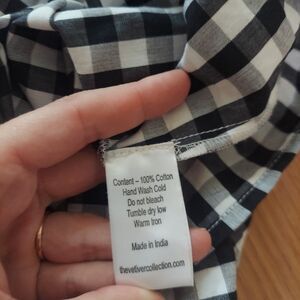 Content – 100% Cotton
Hand Wash Cold
Do not bleach
Tumble dry low
Warm Iron
Made in India
thevetivercollection.com